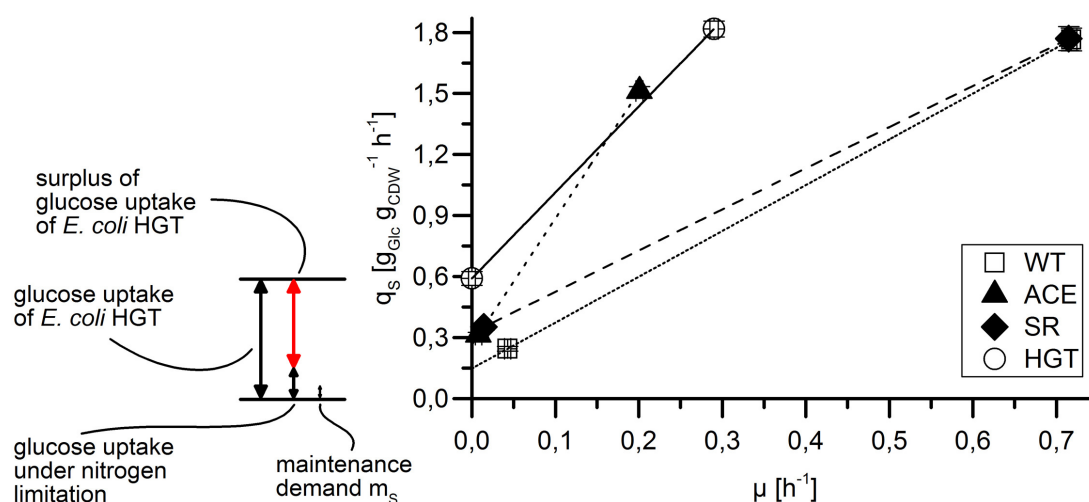 surplus of
glucose uptake
of E. coli HGT
glucose uptake
of E. coli HGT
glucose uptake
under nitrogen
limitation
maintenance
demand mS
qS [gGlc gCDW-1 h-1]
1,8
1,5
1,2
0,9
0,6
0,3
0,0
0,0 0,1 0,2 0,3 0,4 0,5 0,6 0,7
µ [h-1]
WT
ACE
SR
HGT